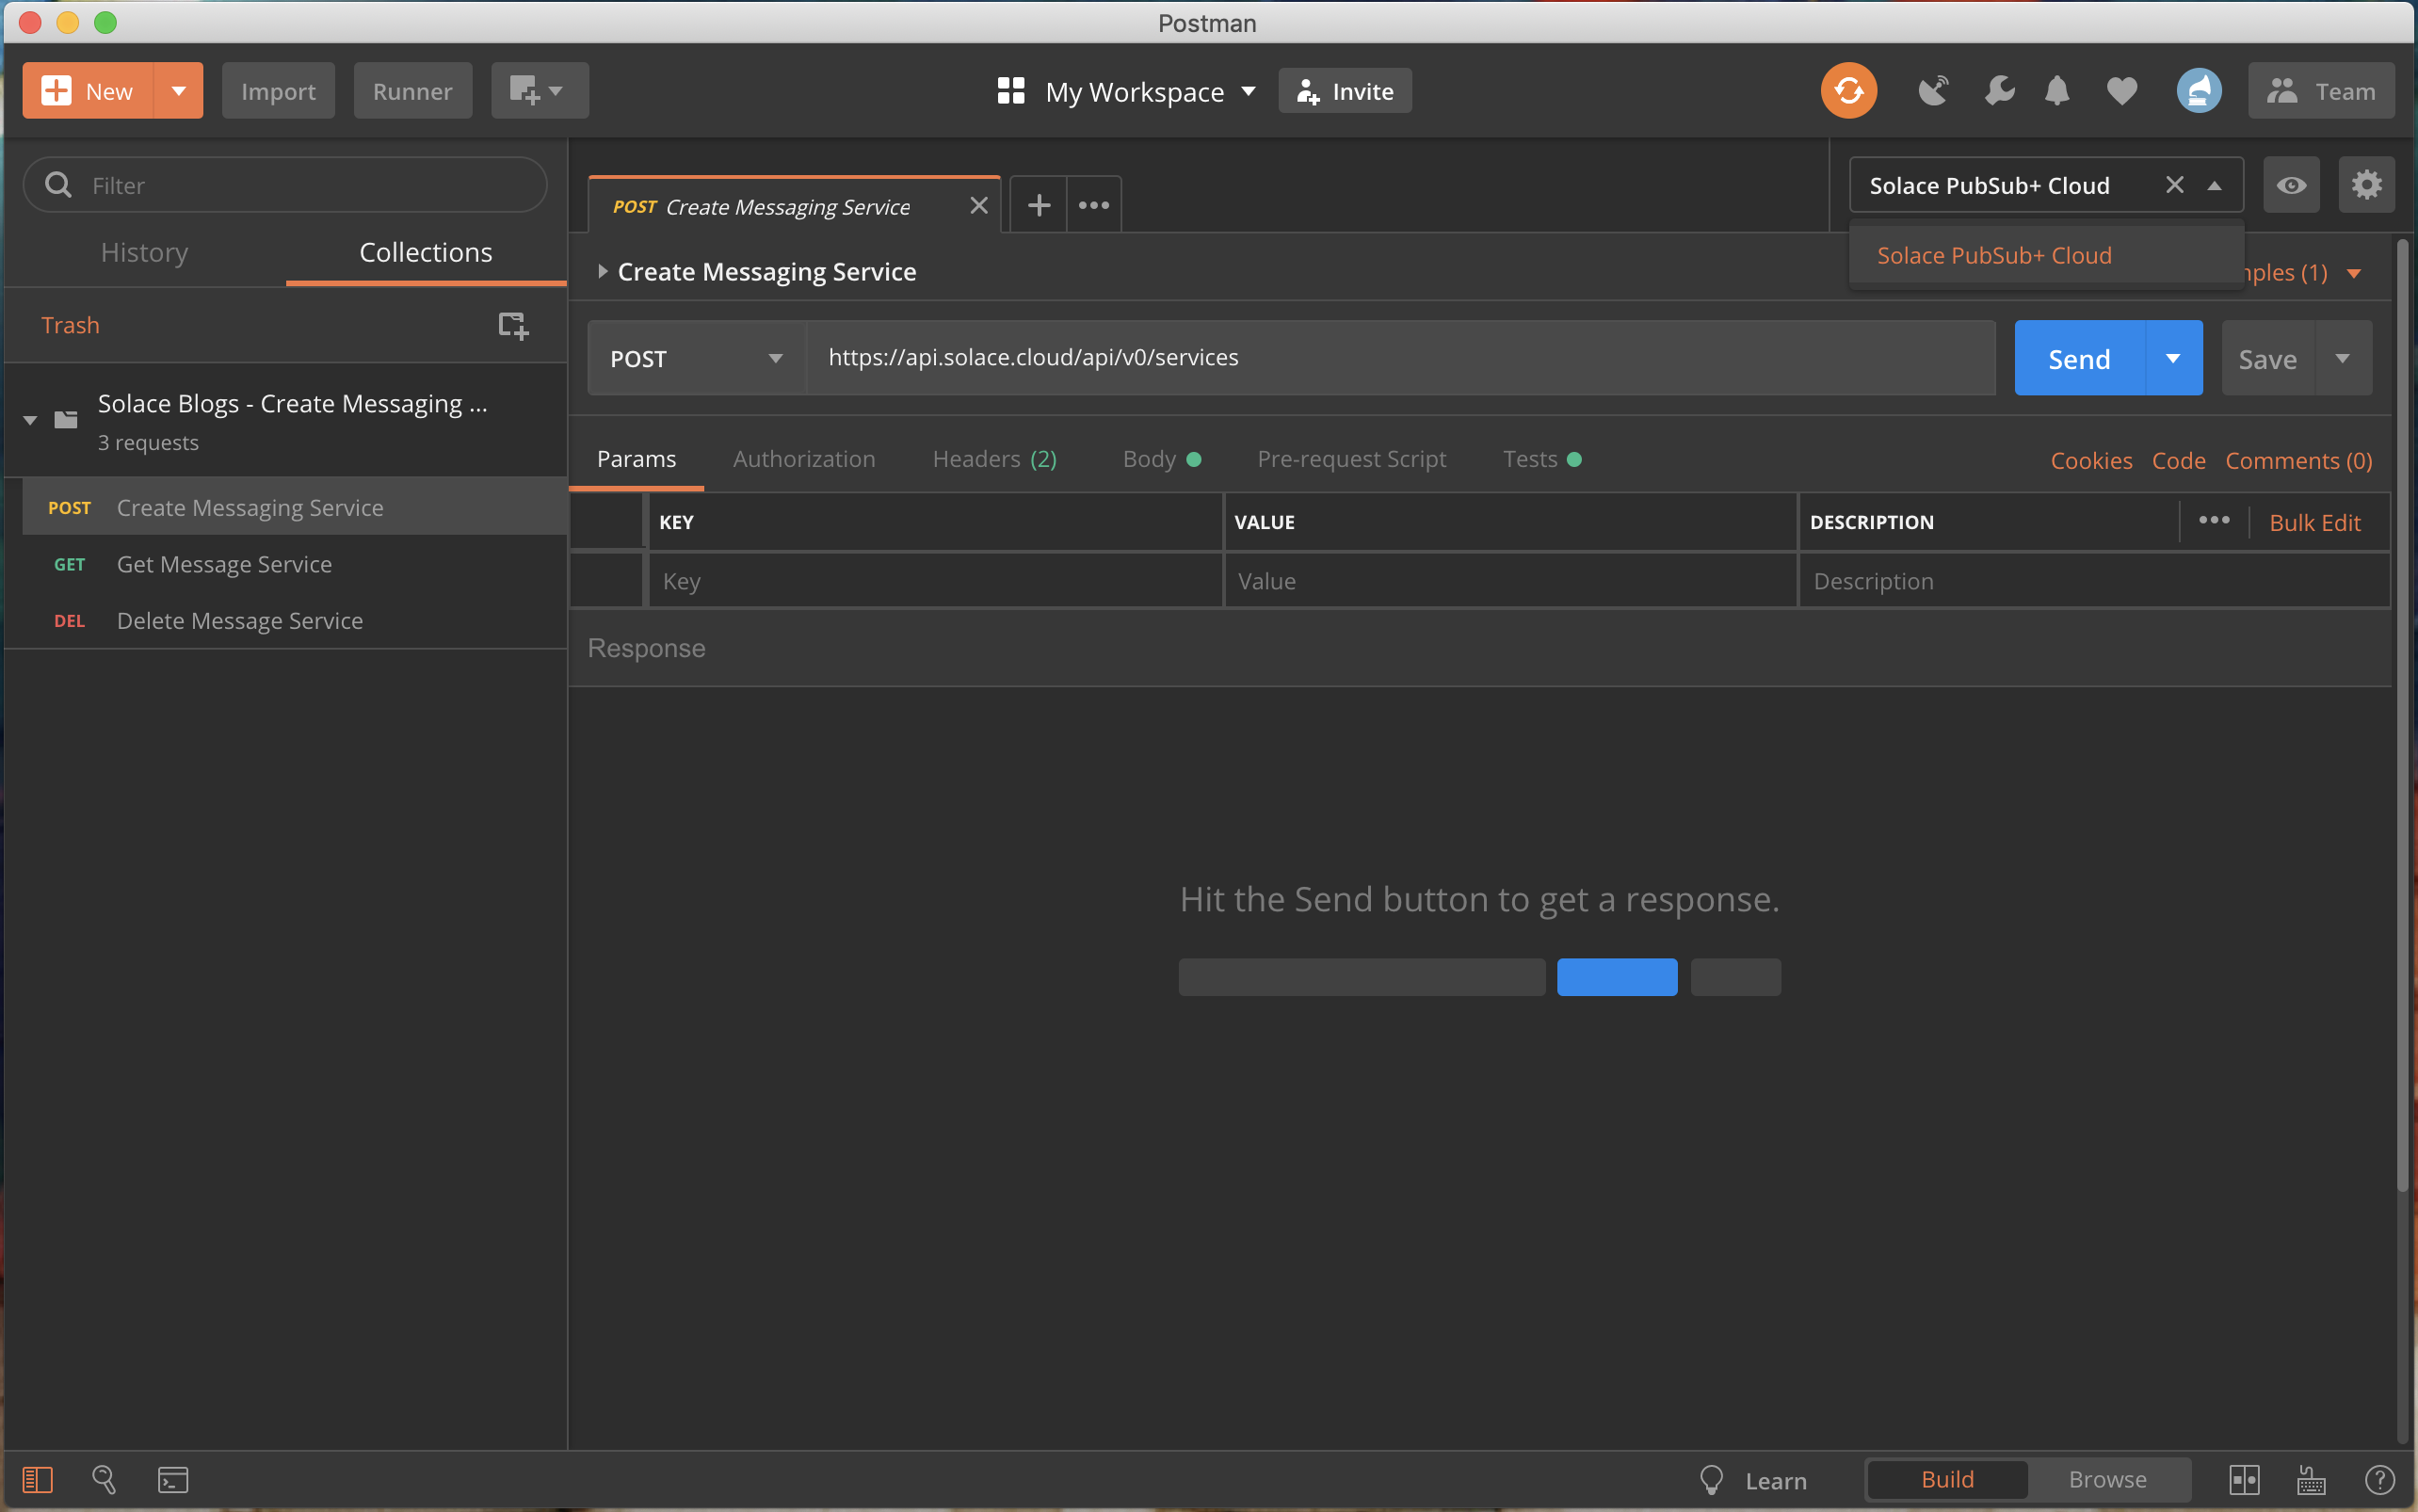 Postman
New
Import
Runner
My Workspace
Invite
Team
Filter
History
Collections
Trash
Solace Blogs - Create Messaging ...
3 requests
POST Create Messaging Service
GET Get Message Service
DEL Delete Message Service
POST Create Messaging Service
Solace PubSub+ Cloud
Solace PubSub+ Cloud
Create Messaging Service
ples (1)
POST
https://api.solace.cloud/api/v0/services
Send
Save
Params
Authorization
Headers (2)
Body
Pre-request Script
Tests
Cookies
Code
Comments (0)
KEY
VALUE
DESCRIPTION
Bulk Edit
Key
Value
Description
Response
Hit the Send button to get a response.
Learn
Build
Browse